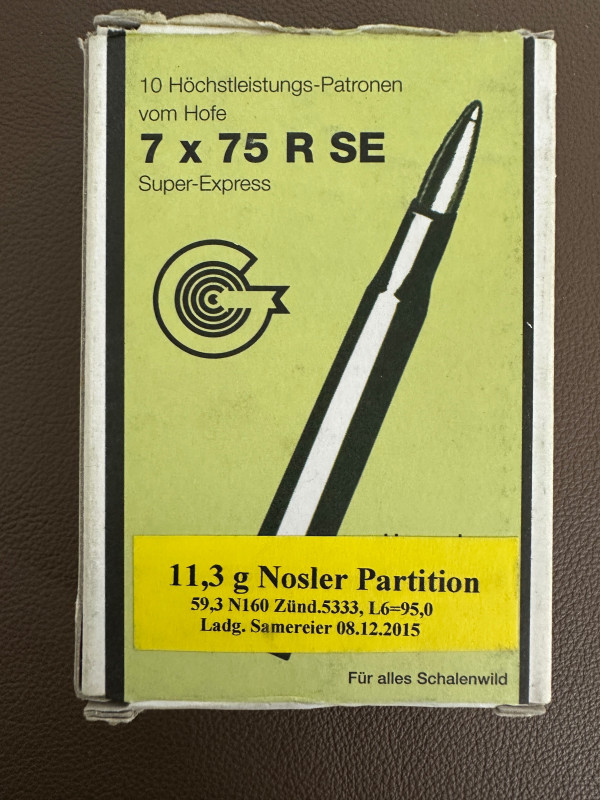 10 Höchstleistungs-Patronen
vom Hofe
7 x 75 R SE
Super-Express
11,3 g Nosler Partition
59,3 N160 Zünd.5333, L6=95,0
Ladg. Samereier 08.12.2015
Für alles Schalenwild